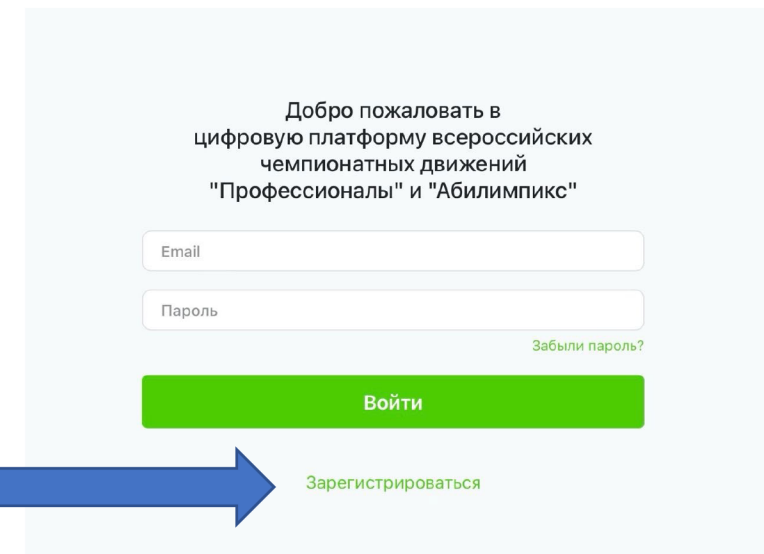 Добро пожаловать в
цифровую платформу всероссийских
чемпионатных движений
"Профессионалы" и "Абилимпикс"
Email
Пароль
Забыли пароль?
Войти
Зарегистрироваться